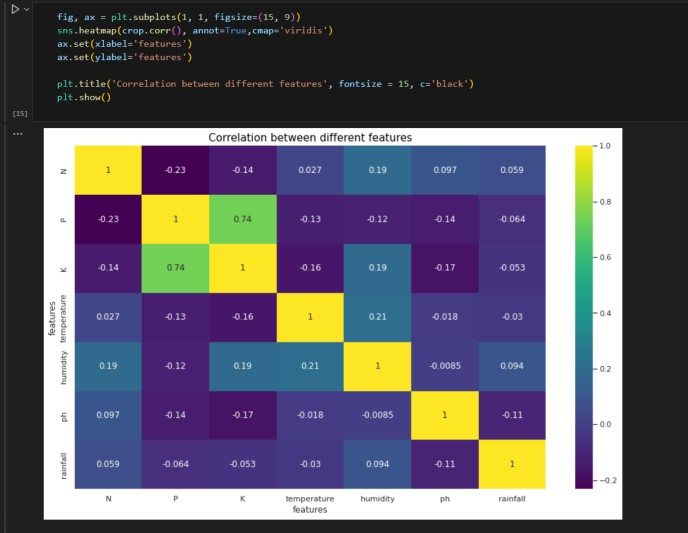 fig, ax = plt.subplots(1, 1, figsize=(15, 9))
sns.heatmap(crop.corr(), annot=True,cmap='viridis')
ax.set(xlabel='features')
ax.set(ylabel='features')
plt.title('Correlation between different features', fontsize = 15, c='black')
plt.show()
[15]
...
Correlation between different features
N 1 -0.23 -0.14 0.027 0.19 0.097 0.059
P -0.23 1 0.74 -0.13 -0.12 -0.14 -0.064
K -0.14 0.74 1 -0.16 0.19 -0.17 -0.053
temperature 0.027 -0.13 -0.16 1 0.21 -0.018 -0.03
humidity 0.19 -0.12 0.19 0.21 1 -0.0085 0.094
ph 0.097 -0.14 -0.17 -0.018 -0.0085 1 -0.11
rainfall 0.059 -0.064 -0.053 -0.03 0.094 -0.11 1
features
N P K temperature humidity ph rainfall
features
1.0
0.8
0.6
0.4
0.2
0.0
-0.2